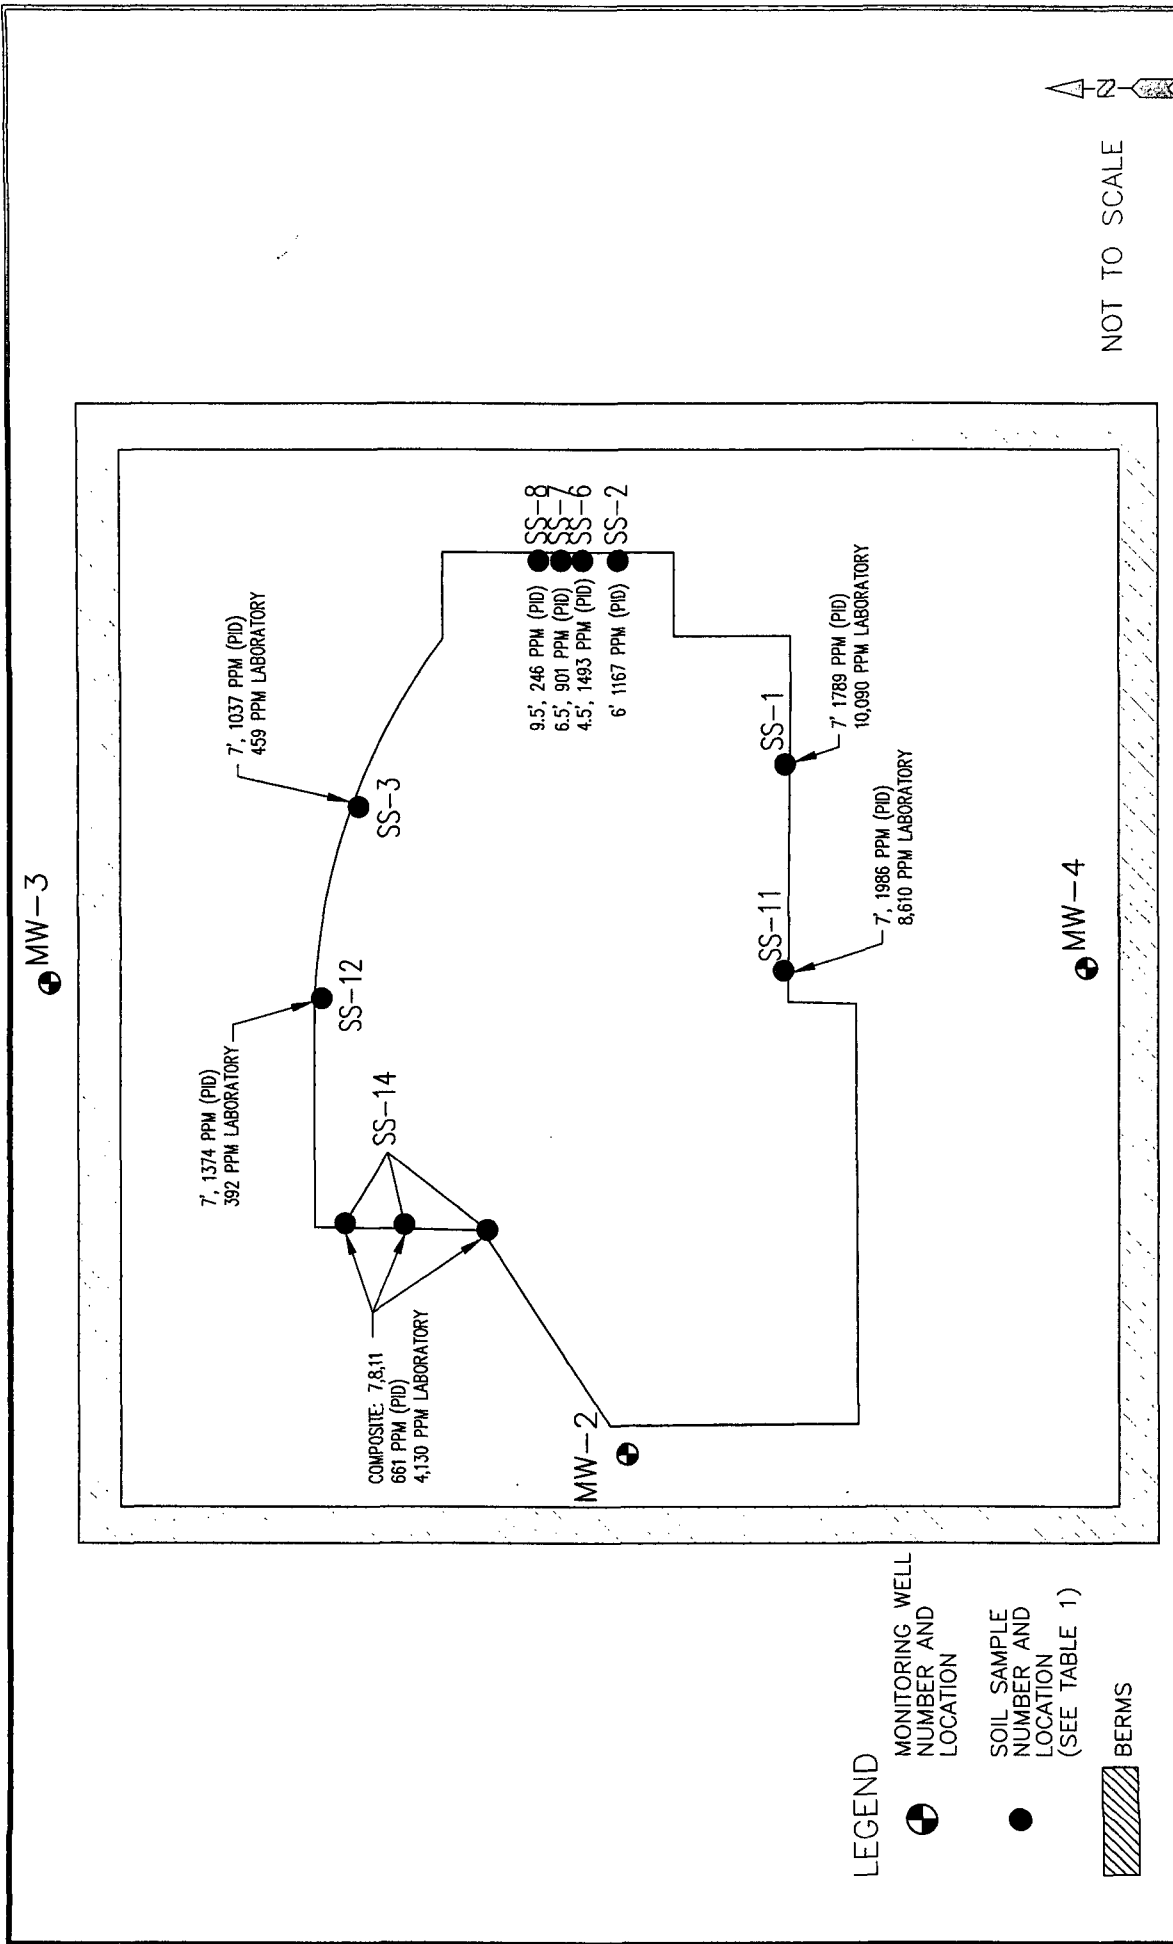 MW-3
7', 1374 PPM (PID)
392 PPM LABORATORY
7', 1037 PPM (PID)
459 PPM LABORATORY
SS-12
SS-3
SS-14
COMPOSITE: 7,8,11
661 PPM (PID)
4,130 PPM LABORATORY
9.5', 246 PPM (PID)
SS-8
6.5', 901 PPM (PID)
SS-7
4.5', 1493 PPM (PID)
SS-6
6' 1167 PPM (PID)
SS-2
MW-2
SS-11
SS-1
7' 1789 PPM (PID)
10,090 PPM LABORATORY
7', 1986 PPM (PID)
8,610 PPM LABORATORY
MW-4
LEGEND
MONITORING WELL
NUMBER AND
LOCATION
SOIL SAMPLE
NUMBER AND
LOCATION
(SEE TABLE 1)
BERMS
NOT TO SCALE
N